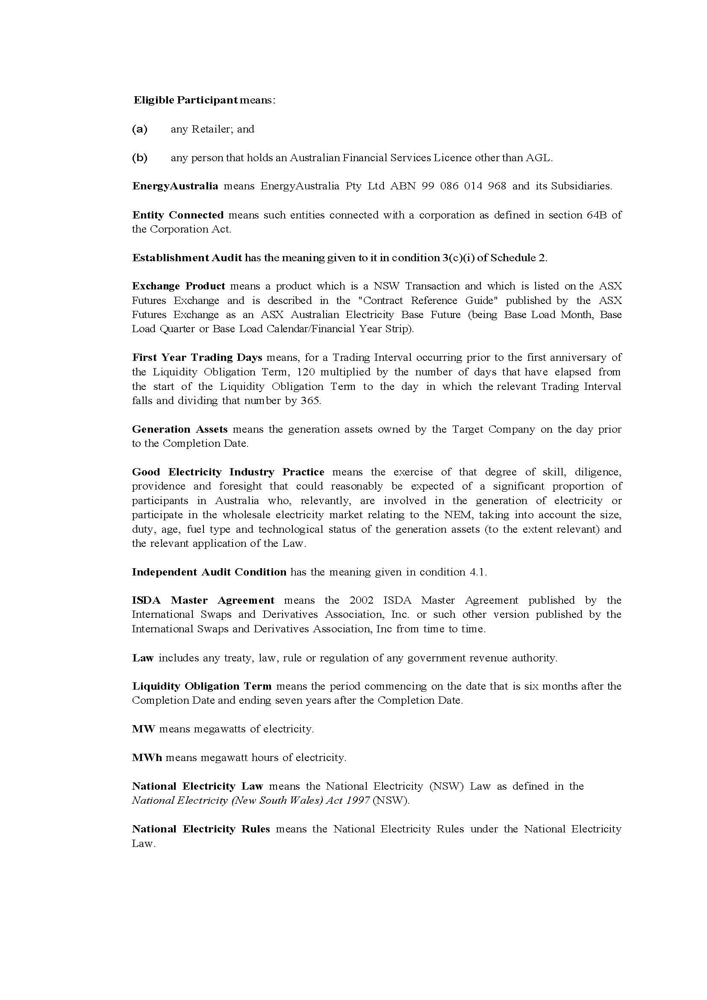 Eligible Participant means:
(a) any Retailer; and
(b) any person that holds an Australian Financial Services Licence other than AGL.
EnergyAustralia means EnergyAustralia Pty Ltd ABN 99 086 014 968 and its Subsidiaries.
Entity Connected means such entities connected with a corporation as defined in section 64B of
the Corporation Act.
Establishment Audit has the meaning given to it in condition 3(c)(i) of Schedule 2.
Exchange Product means a product which is a NSW Transaction and which is listed on the ASX
Futures Exchange and is described in the "Contract Reference Guide" published by the ASX
Futures Exchange as an ASX Australian Electricity Base Future (being Base Load Month, Base
Load Quarter or Base Load Calendar/Financial Year Strip).
First Year Trading Days means, for a Trading Interval occurring prior to the first anniversary of
the Liquidity Obligation Term, 120 multiplied by the number of days that have elapsed from
the start of the Liquidity Obligation Term to the day in which the relevant Trading Interval
falls and dividing that number by 365.
Generation Assets means the generation assets owned by the Target Company on the day prior
to the Completion Date.
Good Electricity Industry Practice means the exercise of that degree of skill, diligence,
providence and foresight that could reasonably be expected of a significant proportion of
participants in Australia who, relevantly, are involved in the generation of electricity or
participate in the wholesale electricity market relating to the NEM, taking into account the size,
duty, age, fuel type and technological status of the generation assets (to the extent relevant) and
the relevant application of the Law.
Independent Audit Condition has the meaning given in condition 4.1.
ISDA Master Agreement means the 2002 ISDA Master Agreement published by the
International Swaps and Derivatives Association, Inc. or such other version published by the
International Swaps and Derivatives Association, Inc from time to time.
Law includes any treaty, law, rule or regulation of any government revenue authority.
Liquidity Obligation Term means the period commencing on the date that is six months after the
Completion Date and ending seven years after the Completion Date.
MW means megawatts of electricity.
MWh means megawatt hours of electricity.
National Electricity Law means the National Electricity (NSW) Law as defined in the
National Electricity (New South Wales) Act 1997 (NSW).
National Electricity Rules means the National Electricity Rules under the National Electricity
Law.